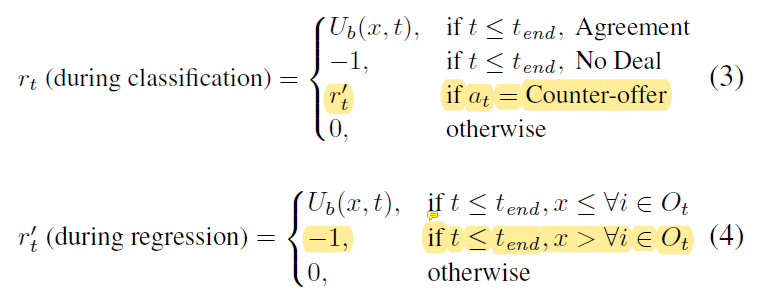 U_b(x, t), if t ≤ t_end, Agreement
−1, if t ≤ t_end, No Deal
r_t (during classification) = { (3)
r′_t, if a_t = Counter-offer
0, otherwise
U_b(x, t), if t ≤ t_end, x ≤ ∀i ∈ O_t
r′_t (during regression) = { −1, if t ≤ t_end, x > ∀i ∈ O_t (4)
0, otherwise